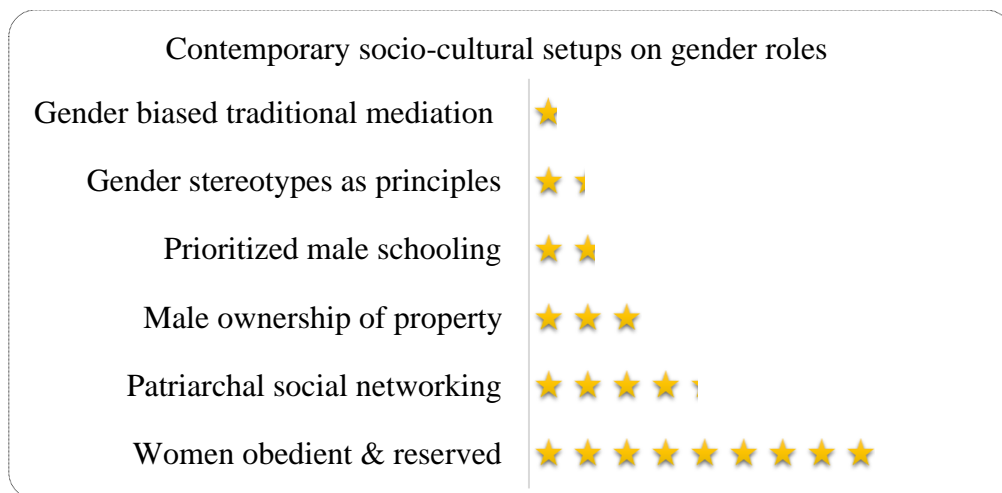 Contemporary socio-cultural setups on gender roles
Gender biased traditional mediation
Gender stereotypes as principles
Prioritized male schooling
Male ownership of property
Patriarchal social networking
Women obedient & reserved